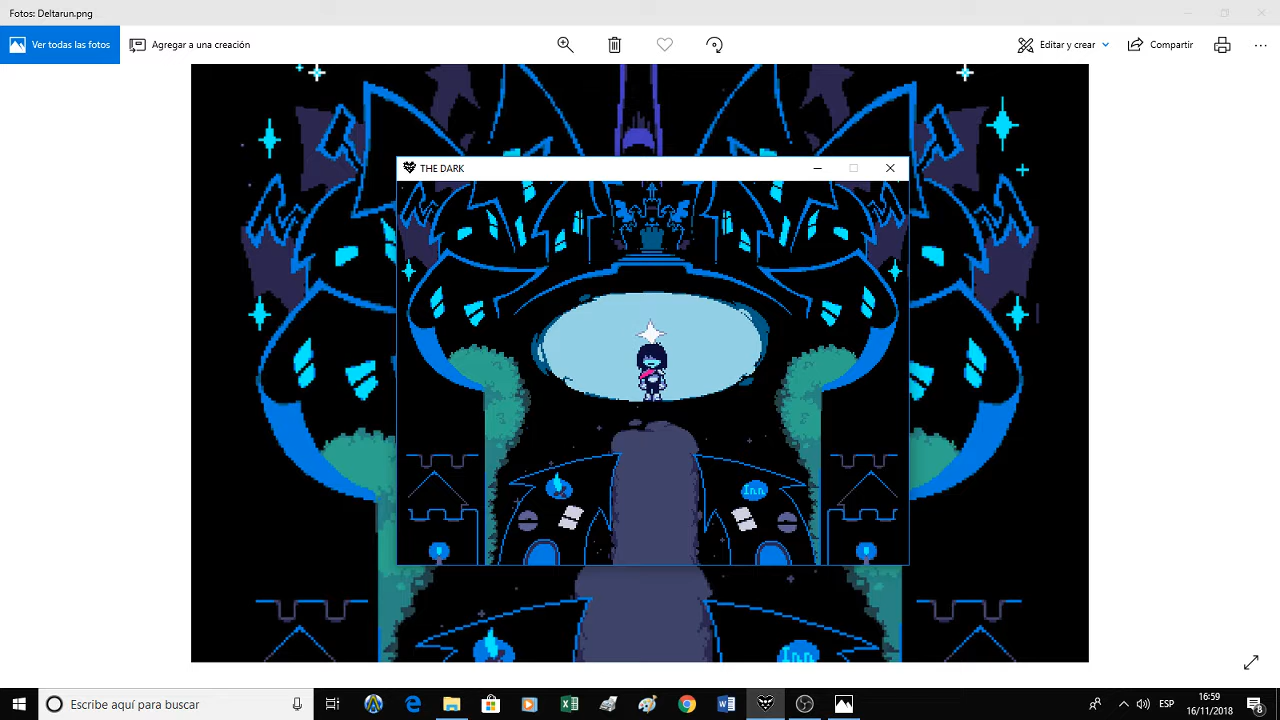 Fotos: Deltarun.png
Ver todas las fotos
Agregar a una creación
Editar y crear
Compartir
THE DARK
Inn
Inn
Escribe aquí para buscar
ESP
16:59
16/11/2018
8